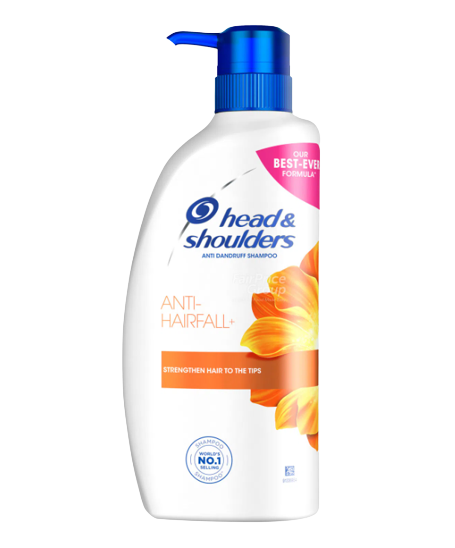 OUR
BEST-EVER
FORMULA^
head &
shoulders
ANTI DANDRUFF SHAMPOO
ANTI-
HAIRFALL+
STRENGTHEN HAIR TO THE TIPS
SHAMPOO
WORLD'S
NO.1
SELLING
SHAMPOO*